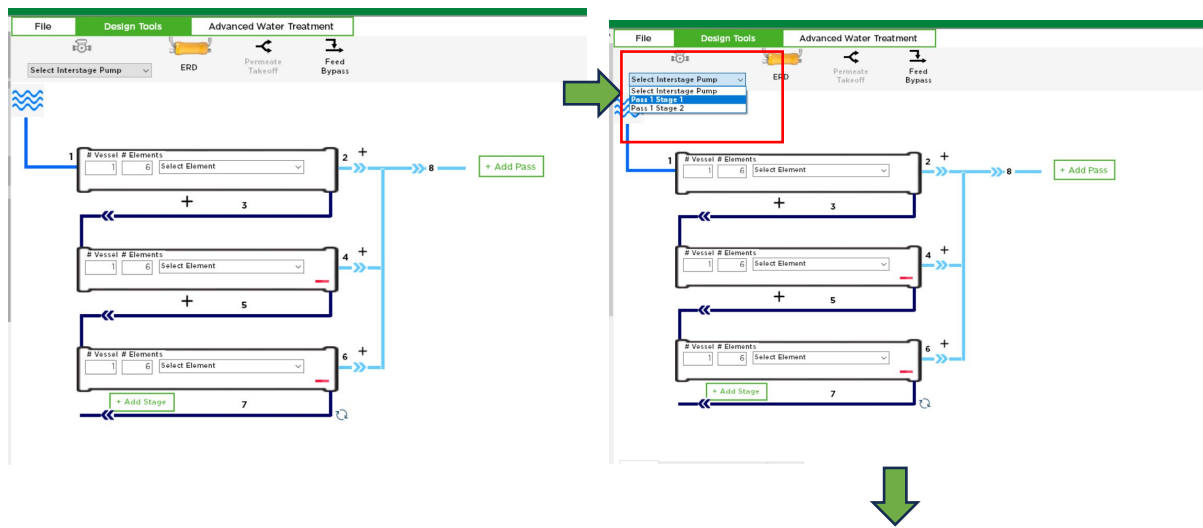 File Design Tools Advanced Water Treatment
Select Interstage Pump
ERD
Permeate
Takeoff
Feed
Bypass
1
# Vessel # Elements
1 6 Select Element
2 +
8
+ Add Pass
+ 3
# Vessel # Elements
1 6 Select Element
4 +
+ 5
# Vessel # Elements
1 6 Select Element
6 +
+ Add Stage
7
File Design Tools Advanced Water Treatment
Select Interstage Pump
Select Interstage Pump
Pass 1 Stage 1
Pass 1 Stage 2
ERD
Permeate
Takeoff
Feed
Bypass
1
# Vessel # Elements
1 6 Select Element
2 +
8
+ Add Pass
+ 3
# Vessel # Elements
1 6 Select Element
4 +
+ 5
# Vessel # Elements
1 6 Select Element
6 +
+ Add Stage
7